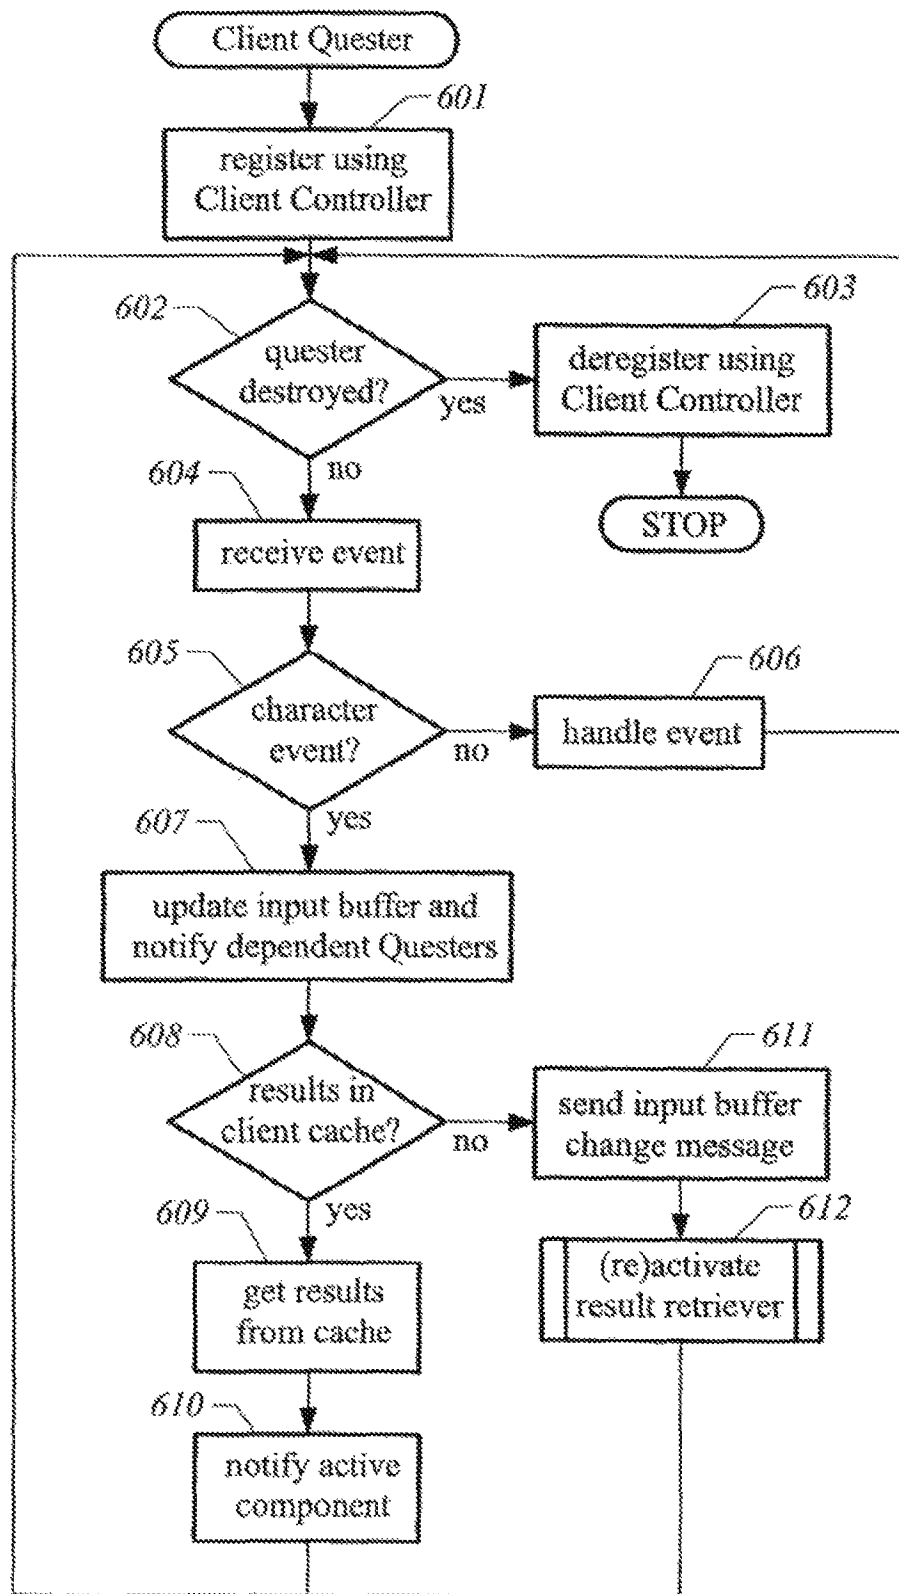 Client Quester
601
register using
Client Controller
602
quester
destroyed?
yes
no
603
deregister using
Client Controller
STOP
604
receive event
605
character
event?
no
yes
606
handle event
607
update input buffer and
notify dependent Questers
608
results in
client cache?
no
yes
611
send input buffer
change message
609
get results
from cache
612
(re)activate
result retriever
610
notify active
component